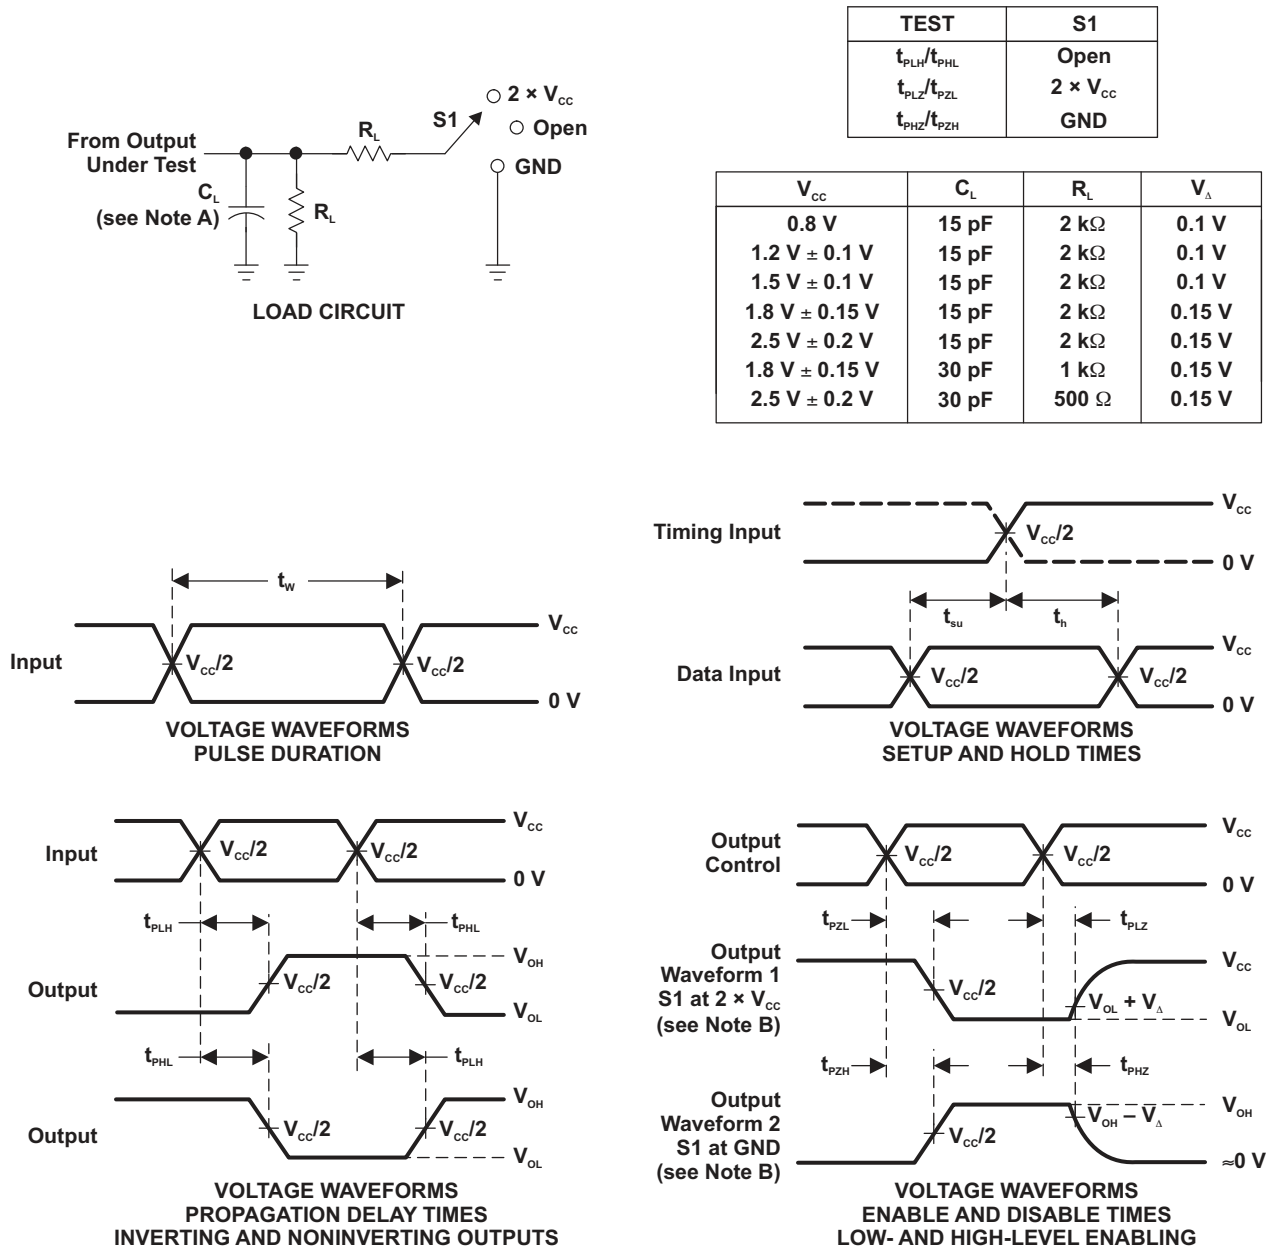 TEST S1
tPLH/tPHL Open
tPLZ/tPZL 2 × VCC
tPHZ/tPZH GND
2 × VCC
S1
Open
From Output
Under Test
RL
GND
CL
(see Note A)
RL
LOAD CIRCUIT
VCC CL RL VΔ
0.8 V 15 pF 2 kΩ 0.1 V
1.2 V ± 0.1 V 15 pF 2 kΩ 0.1 V
1.5 V ± 0.1 V 15 pF 2 kΩ 0.1 V
1.8 V ± 0.15 V 15 pF 2 kΩ 0.15 V
2.5 V ± 0.2 V 15 pF 2 kΩ 0.15 V
1.8 V ± 0.15 V 30 pF 1 kΩ 0.15 V
2.5 V ± 0.2 V 30 pF 500 Ω 0.15 V
tW
VCC
Input
VCC/2
VCC/2
0 V
VOLTAGE WAVEFORMS
PULSE DURATION
VCC
Timing Input
VCC/2
0 V
tsu
th
VCC
Data Input
VCC/2
VCC/2
0 V
VOLTAGE WAVEFORMS
SETUP AND HOLD TIMES
VCC
Input
VCC/2
VCC/2
0 V
tPLH
tPHL
VOH
Output
VCC/2
VCC/2
VOL
tPHL
tPLH
VOH
Output
VCC/2
VCC/2
VOL
VOLTAGE WAVEFORMS
PROPAGATION DELAY TIMES
INVERTING AND NONINVERTING OUTPUTS
VCC
Output
Control
VCC/2
VCC/2
0 V
tPZL
tPLZ
Output
Waveform 1
S1 at 2 × VCC
(see Note B)
VCC
VCC/2
VOL + VΔ
VOL
tPZH
tPHZ
Output
Waveform 2
S1 at GND
(see Note B)
VOH
VOH − VΔ
VCC/2
≈0 V
VOLTAGE WAVEFORMS
ENABLE AND DISABLE TIMES
LOW- AND HIGH-LEVEL ENABLING